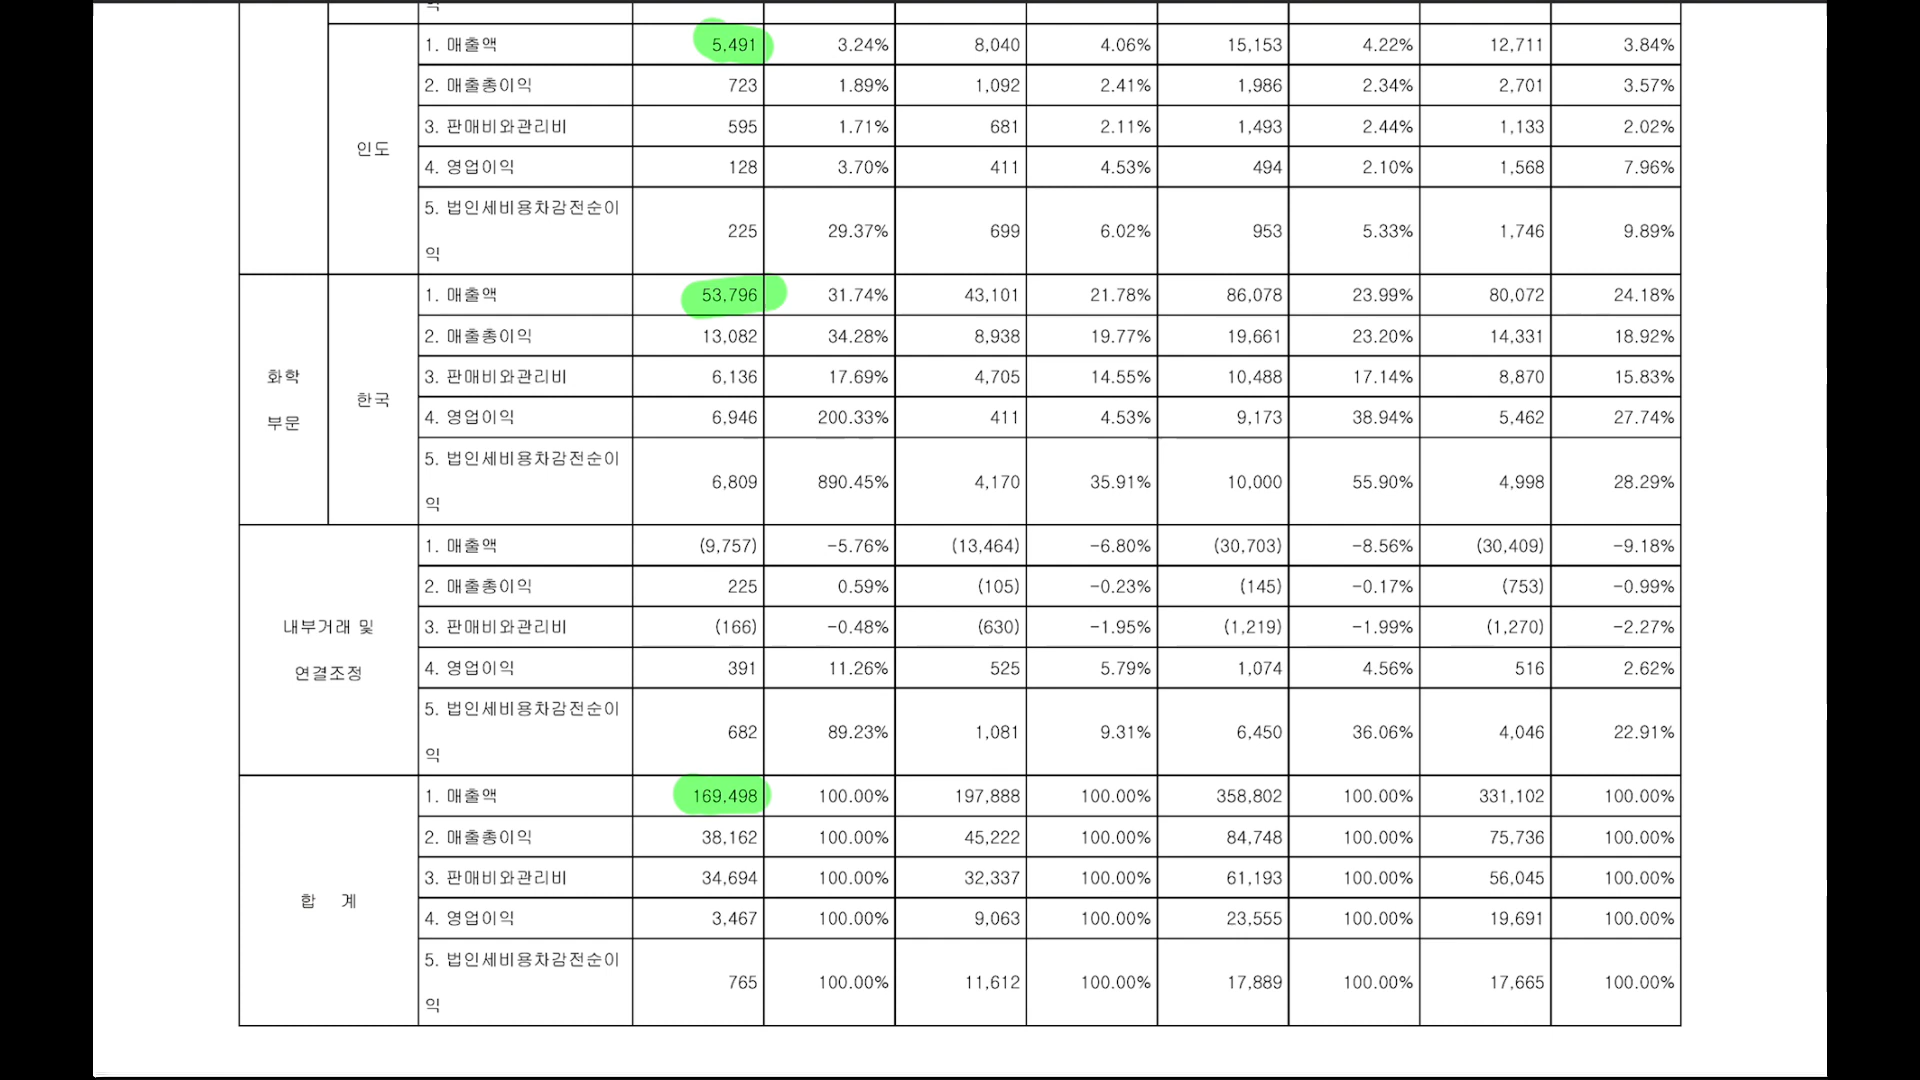 익
인도
1. 매출액 5,491 3.24% 8,040 4.06% 15,153 4.22% 12,711 3.84%
2. 매출총이익 723 1.89% 1,092 2.41% 1,986 2.34% 2,701 3.57%
3. 판매비와관리비 595 1.71% 681 2.11% 1,493 2.44% 1,133 2.02%
4. 영업이익 128 3.70% 411 4.53% 494 2.10% 1,568 7.96%
5. 법인세비용차감전순이
익 225 29.37% 699 6.02% 953 5.33% 1,746 9.89%
화학
부문
한국
1. 매출액 53,796 31.74% 43,101 21.78% 86,078 23.99% 80,072 24.18%
2. 매출총이익 13,082 34.28% 8,938 19.77% 19,661 23.20% 14,331 18.92%
3. 판매비와관리비 6,136 17.69% 4,705 14.55% 10,488 17.14% 8,870 15.83%
4. 영업이익 6,946 200.33% 411 4.53% 9,173 38.94% 5,462 27.74%
5. 법인세비용차감전순이
익 6,809 890.45% 4,170 35.91% 10,000 55.90% 4,998 28.29%
내부거래 및
연결조정
1. 매출액 (9,757) -5.76% (13,464) -6.80% (30,703) -8.56% (30,409) -9.18%
2. 매출총이익 225 0.59% (105) -0.23% (145) -0.17% (753) -0.99%
3. 판매비와관리비 (166) -0.48% (630) -1.95% (1,219) -1.99% (1,270) -2.27%
4. 영업이익 391 11.26% 525 5.79% 1,074 4.56% 516 2.62%
5. 법인세비용차감전순이
익 682 89.23% 1,081 9.31% 6,450 36.06% 4,046 22.91%
합 계
1. 매출액 169,498 100.00% 197,888 100.00% 358,802 100.00% 331,102 100.00%
2. 매출총이익 38,162 100.00% 45,222 100.00% 84,748 100.00% 75,736 100.00%
3. 판매비와관리비 34,694 100.00% 32,337 100.00% 61,193 100.00% 56,045 100.00%
4. 영업이익 3,467 100.00% 9,063 100.00% 23,555 100.00% 19,691 100.00%
5. 법인세비용차감전순이
익 765 100.00% 11,612 100.00% 17,889 100.00% 17,665 100.00%